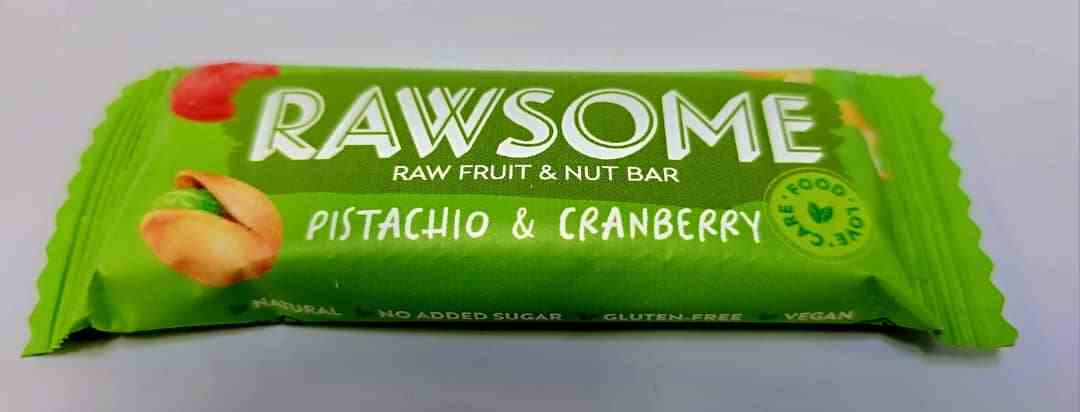 RAWSOME
RAW FRUIT & NUT BAR
PISTACHIO & CRANBERRY
FOOD · LOVE · CARE ·
NATURAL NO ADDED SUGAR GLUTEN-FREE VEGAN